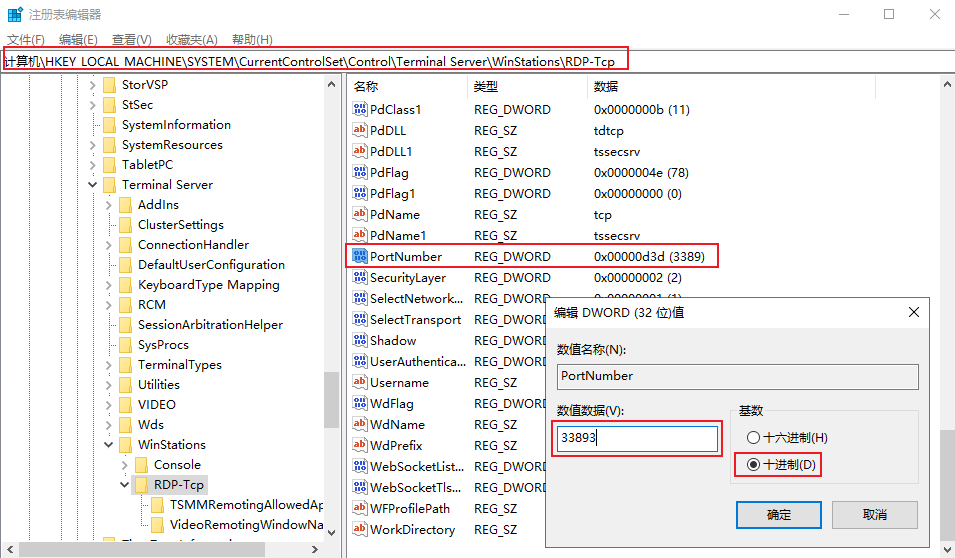 注册表编辑器
文件(F) 编辑(E) 查看(V) 收藏夹(A) 帮助(H)
计算机\HKEY_LOCAL_MACHINE\SYSTEM\CurrentControlSet\Control\Terminal Server\WinStations\RDP-Tcp
StorVSP
StSec
SystemInformation
SystemResources
TabletPC
Terminal Server
AddIns
ClusterSettings
ConnectionHandler
DefaultUserConfiguration
KeyboardType Mapping
RCM
SessionArbitrationHelper
SysProcs
TerminalTypes
Utilities
VIDEO
Wds
WinStations
Console
RDP-Tcp
TSMMRemotingAllowedAp
VideoRemotingWindowNa
名称 类型 数据
PdClass1 REG_DWORD 0x0000000b (11)
PdDLL REG_SZ tdtcp
PdDLL1 REG_SZ tssecsrv
PdFlag REG_DWORD 0x0000004e (78)
PdFlag1 REG_DWORD 0x00000000 (0)
PdName REG_SZ tcp
PdName1 REG_SZ tssecsrv
PortNumber REG_DWORD 0x00000d3d (3389)
SecurityLayer REG_DWORD 0x00000002 (2)
SelectNetwork... REG_DWORD 0x00000001 (1)
SelectTransport REG_DWORD
Shadow REG_DWORD
UserAuthentica... REG_DWORD
Username REG_SZ
WdFlag REG_DWORD
WdName REG_SZ
WdPrefix REG_SZ
WebSocketList... REG_DWORD
WebSocketTls... REG_DWORD
WFProfilePath REG_SZ
WorkDirectory REG_SZ
编辑 DWORD (32 位)值
数值名称(N):
PortNumber
数值数据(V):
33893
基数
十六进制(H)
十进制(D)
确定 取消